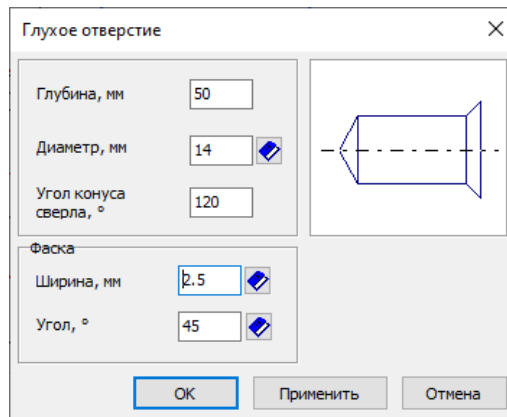 Глухое отверстие
Глубина, мм 50
Диаметр, мм 14
Угол конуса
сверла, ° 120
Фаска
Ширина, мм 2.5
Угол, ° 45
OK Применить Отмена